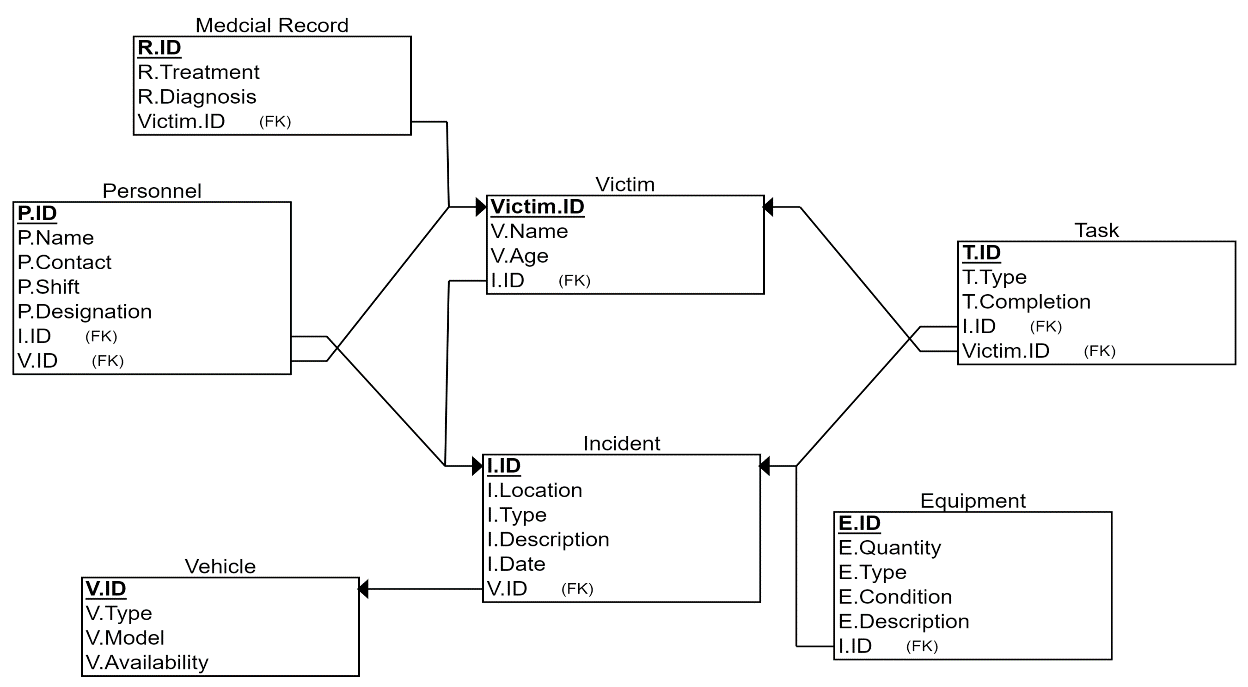 Medcial Record
R.ID
R.Treatment
R.Diagnosis
Victim.ID (FK)
Personnel
P.ID
P.Name
P.Contact
P.Shift
P.Designation
I.ID (FK)
V.ID (FK)
Victim
Victim.ID
V.Name
V.Age
I.ID (FK)
Task
T.ID
T.Type
T.Completion
I.ID (FK)
Victim.ID (FK)
Incident
I.ID
I.Location
I.Type
I.Description
I.Date
V.ID (FK)
Equipment
E.ID
E.Quantity
E.Type
E.Condition
E.Description
I.ID (FK)
Vehicle
V.ID
V.Type
V.Model
V.Availability